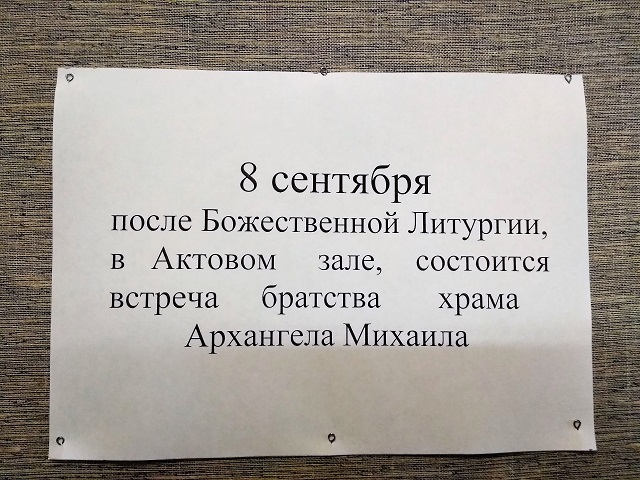 8 сентября
после Божественной Литургии,
в Актовом зале, состоится
встреча братства храма
Архангела Михаила